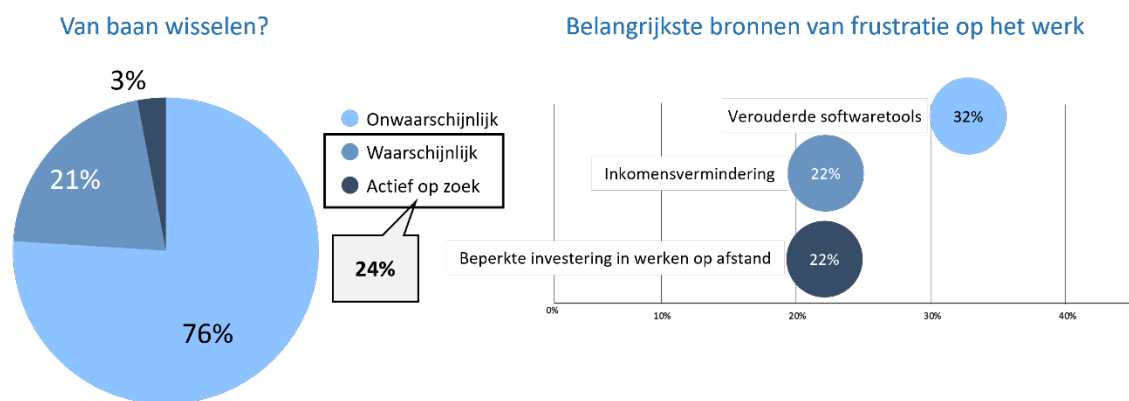 Van baan wisselen?
3%
21%
76%
Onwaarschijnlijk
Waarschijnlijk
Actief op zoek
24%
Belangrijkste bronnen van frustratie op het werk
Verouderde softwaretools
32%
Inkomensvermindering
22%
Beperkte investering in werken op afstand
22%
0%
10%
20%
30%
40%